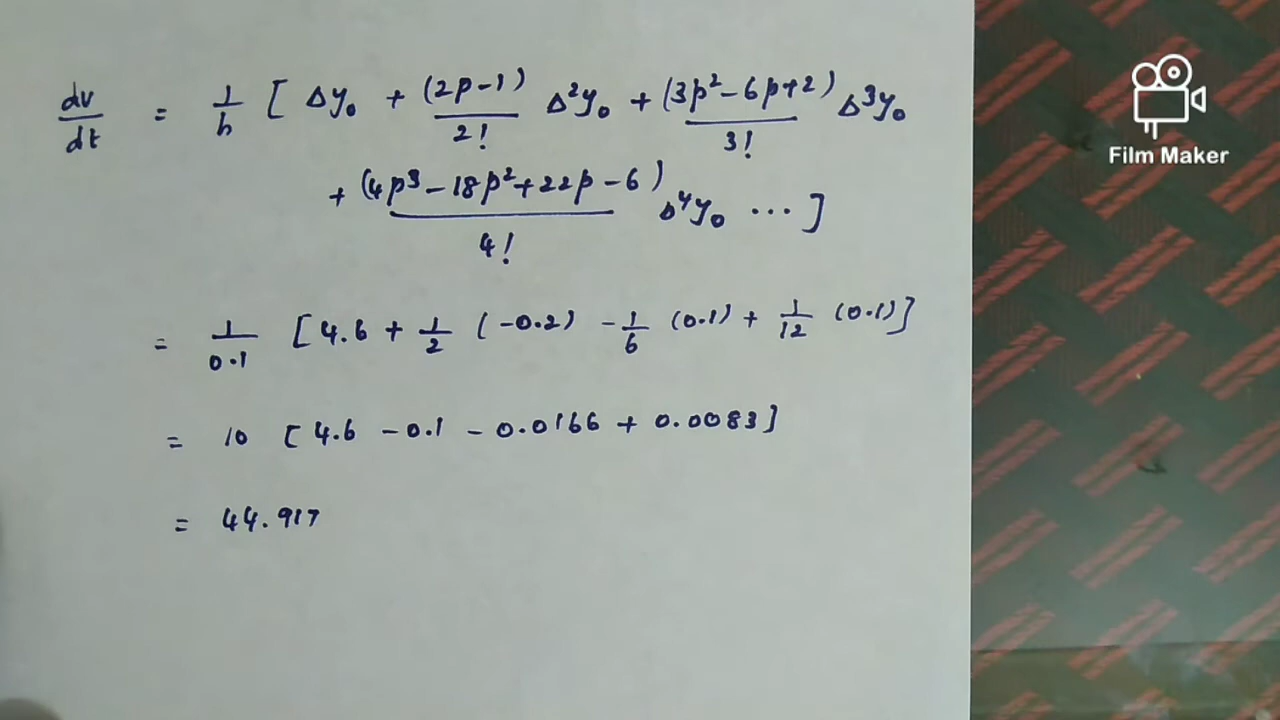 dv/dt = 1/h [ Δy₀ + (2p-1)/2! Δ²y₀ + (3p²-6p+2)/3! Δ³y₀
+ (4p³-18p²+22p-6)/4! Δ⁴y₀ ... ]
= 1/0.1 [4.6 + 1/2 (-0.2) - 1/6 (0.1) + 1/12 (0.1)]
= 10 [4.6 - 0.1 - 0.0166 + 0.0083]
= 44.917
Film Maker